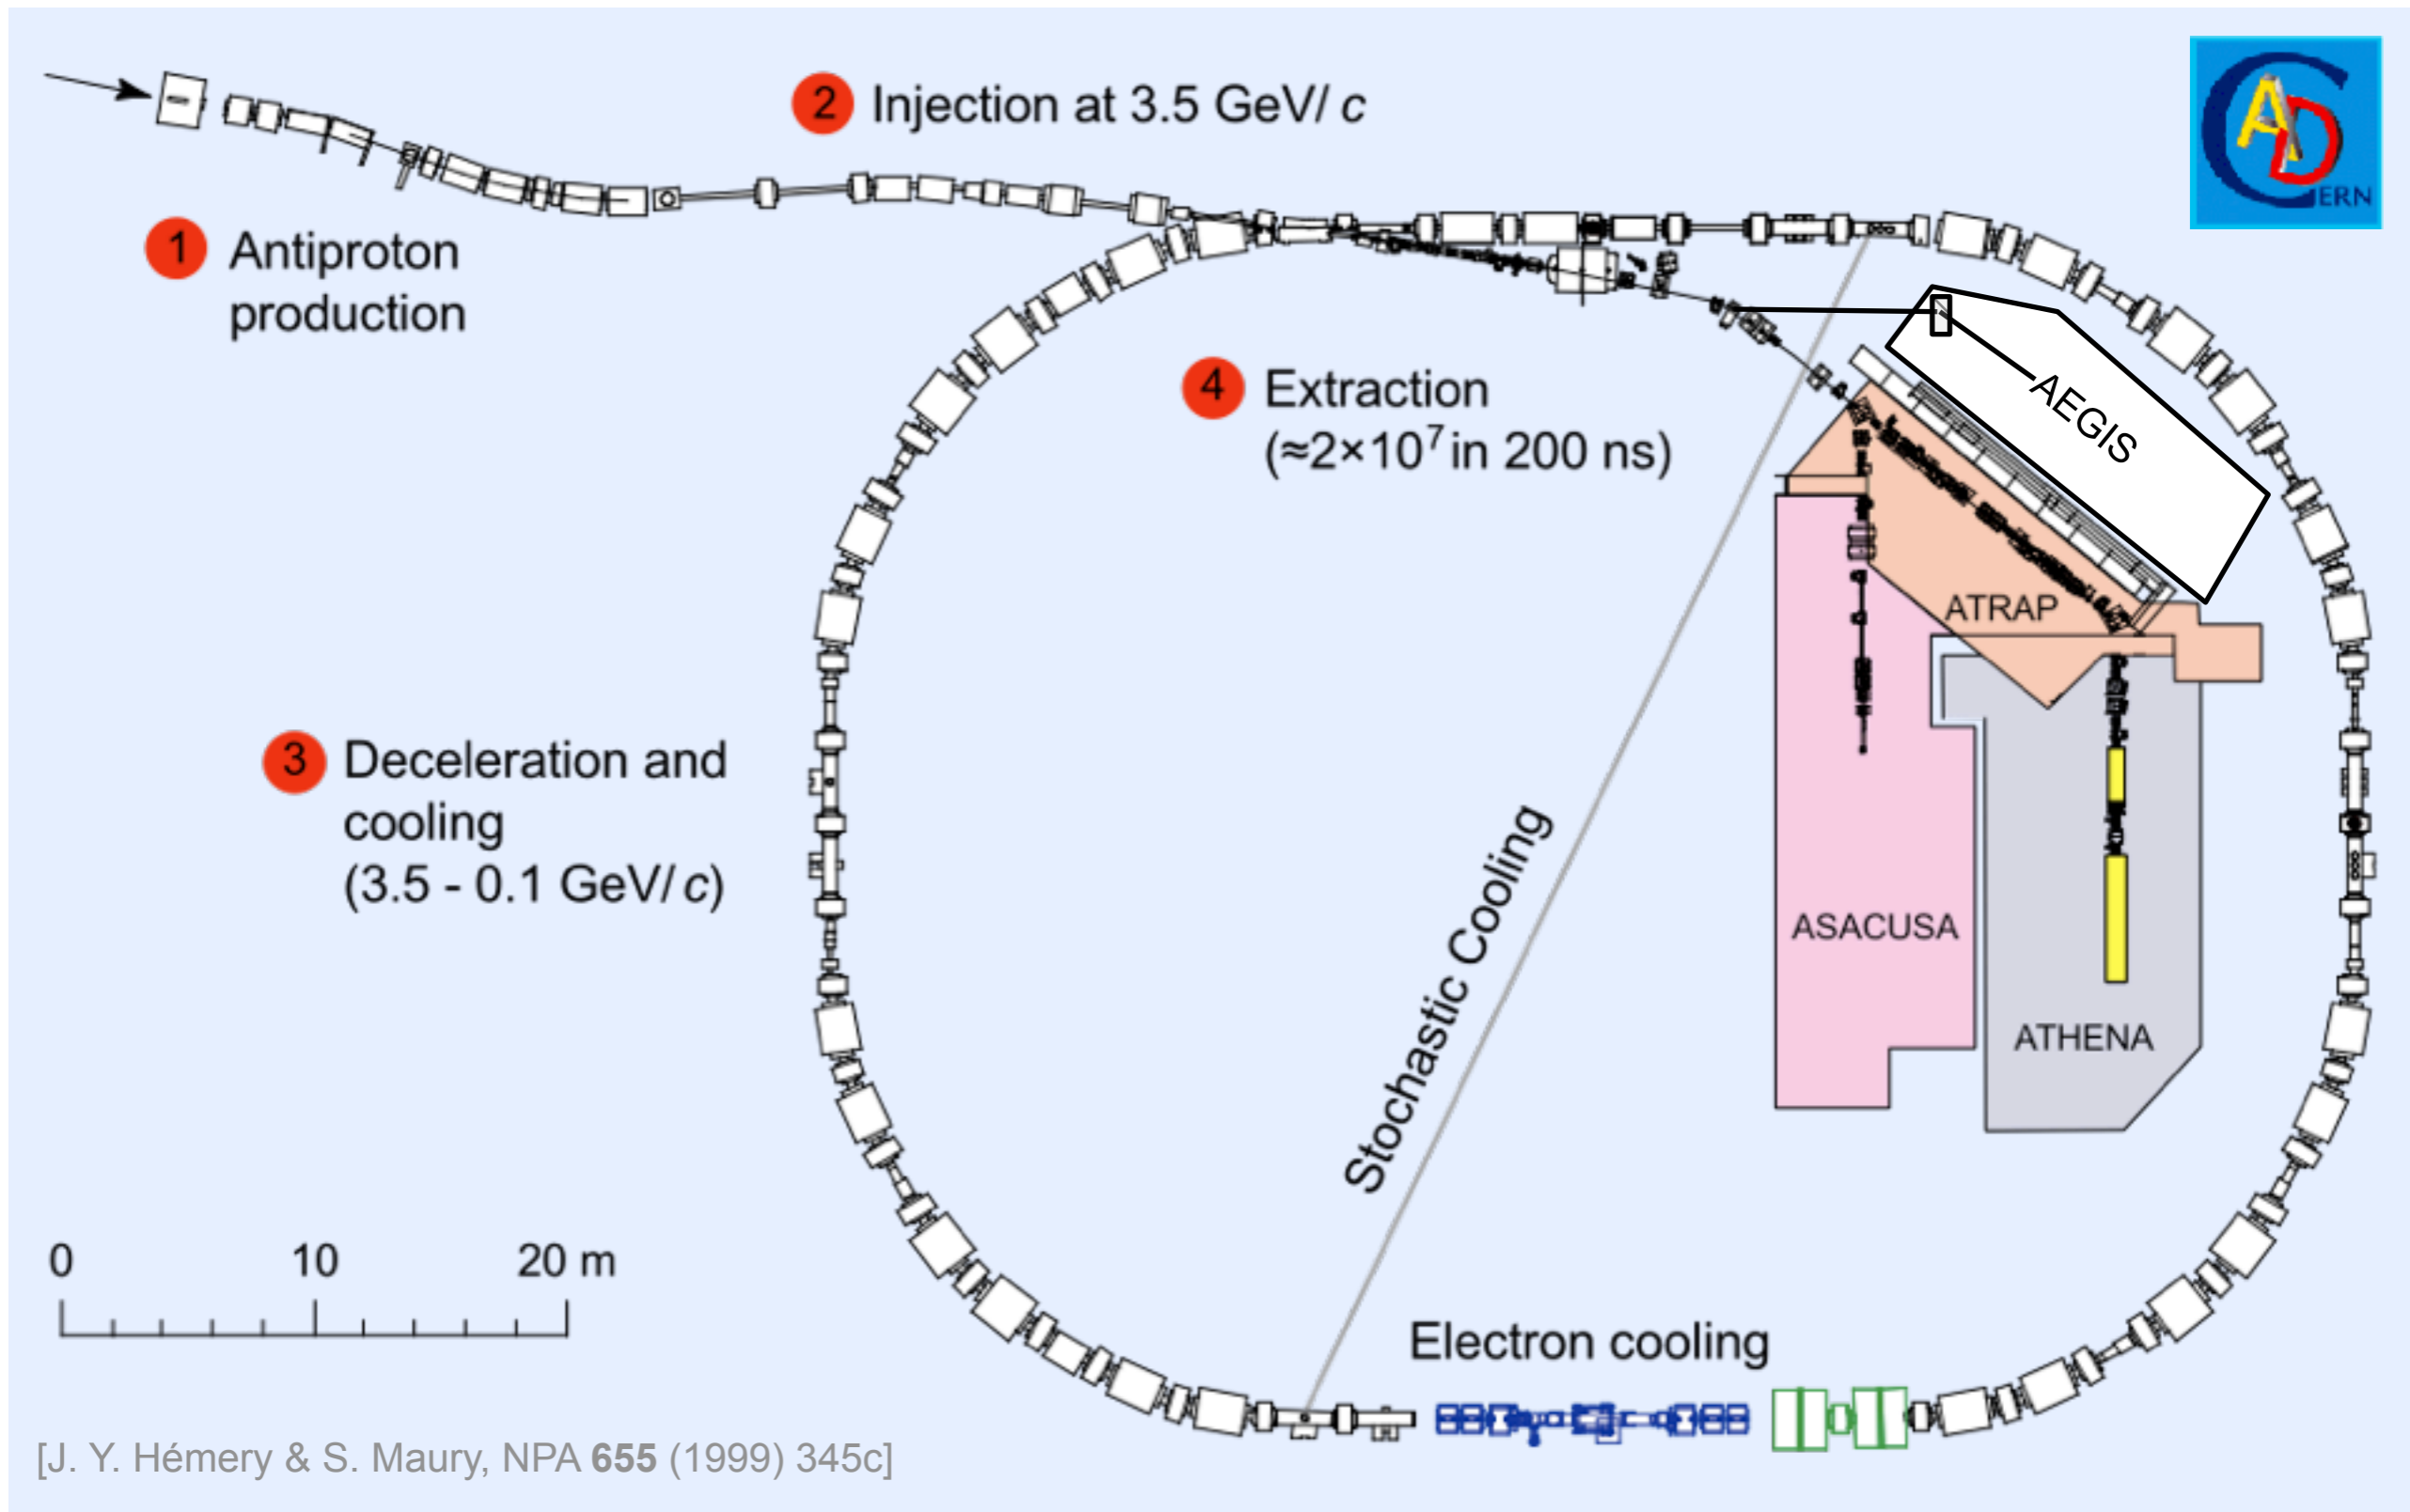 2 Injection at 3.5 GeV/ c
AD
CERN
1 Antiproton
production
4 Extraction
(≈2×10⁷ in 200 ns)
AEGIS
ATRAP
3 Deceleration and
cooling
(3.5 - 0.1 GeV/ c)
Stochastic Cooling
ASACUSA
ATHENA
0 10 20 m
Electron cooling
[J. Y. Hémery & S. Maury, NPA 655 (1999) 345c]